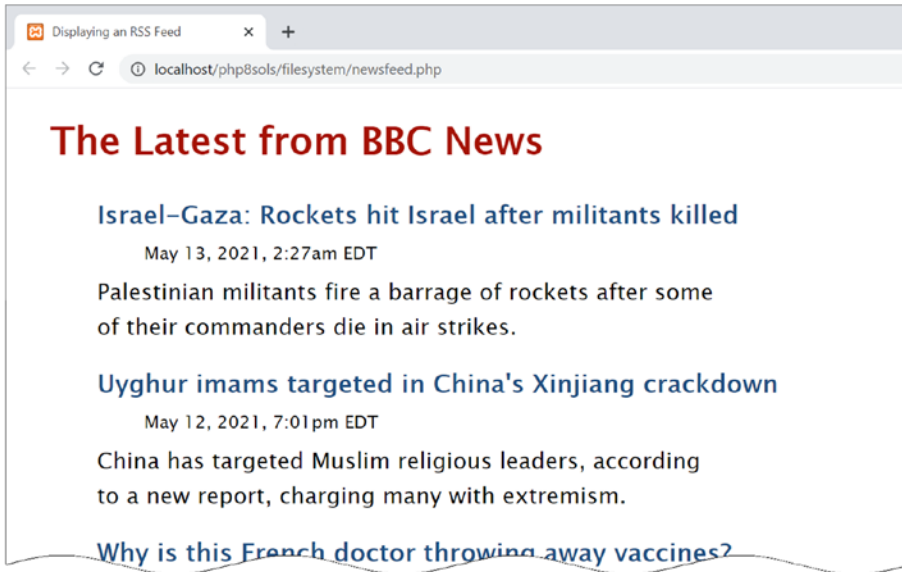 Displaying an RSS Feed
localhost/php8sols/filesystem/newsfeed.php
The Latest from BBC News
Israel–Gaza: Rockets hit Israel after militants killed
May 13, 2021, 2:27am EDT
Palestinian militants fire a barrage of rockets after some
of their commanders die in air strikes.
Uyghur imams targeted in China's Xinjiang crackdown
May 12, 2021, 7:01pm EDT
China has targeted Muslim religious leaders, according
to a new report, charging many with extremism.
Why is this French doctor throwing away vaccines?